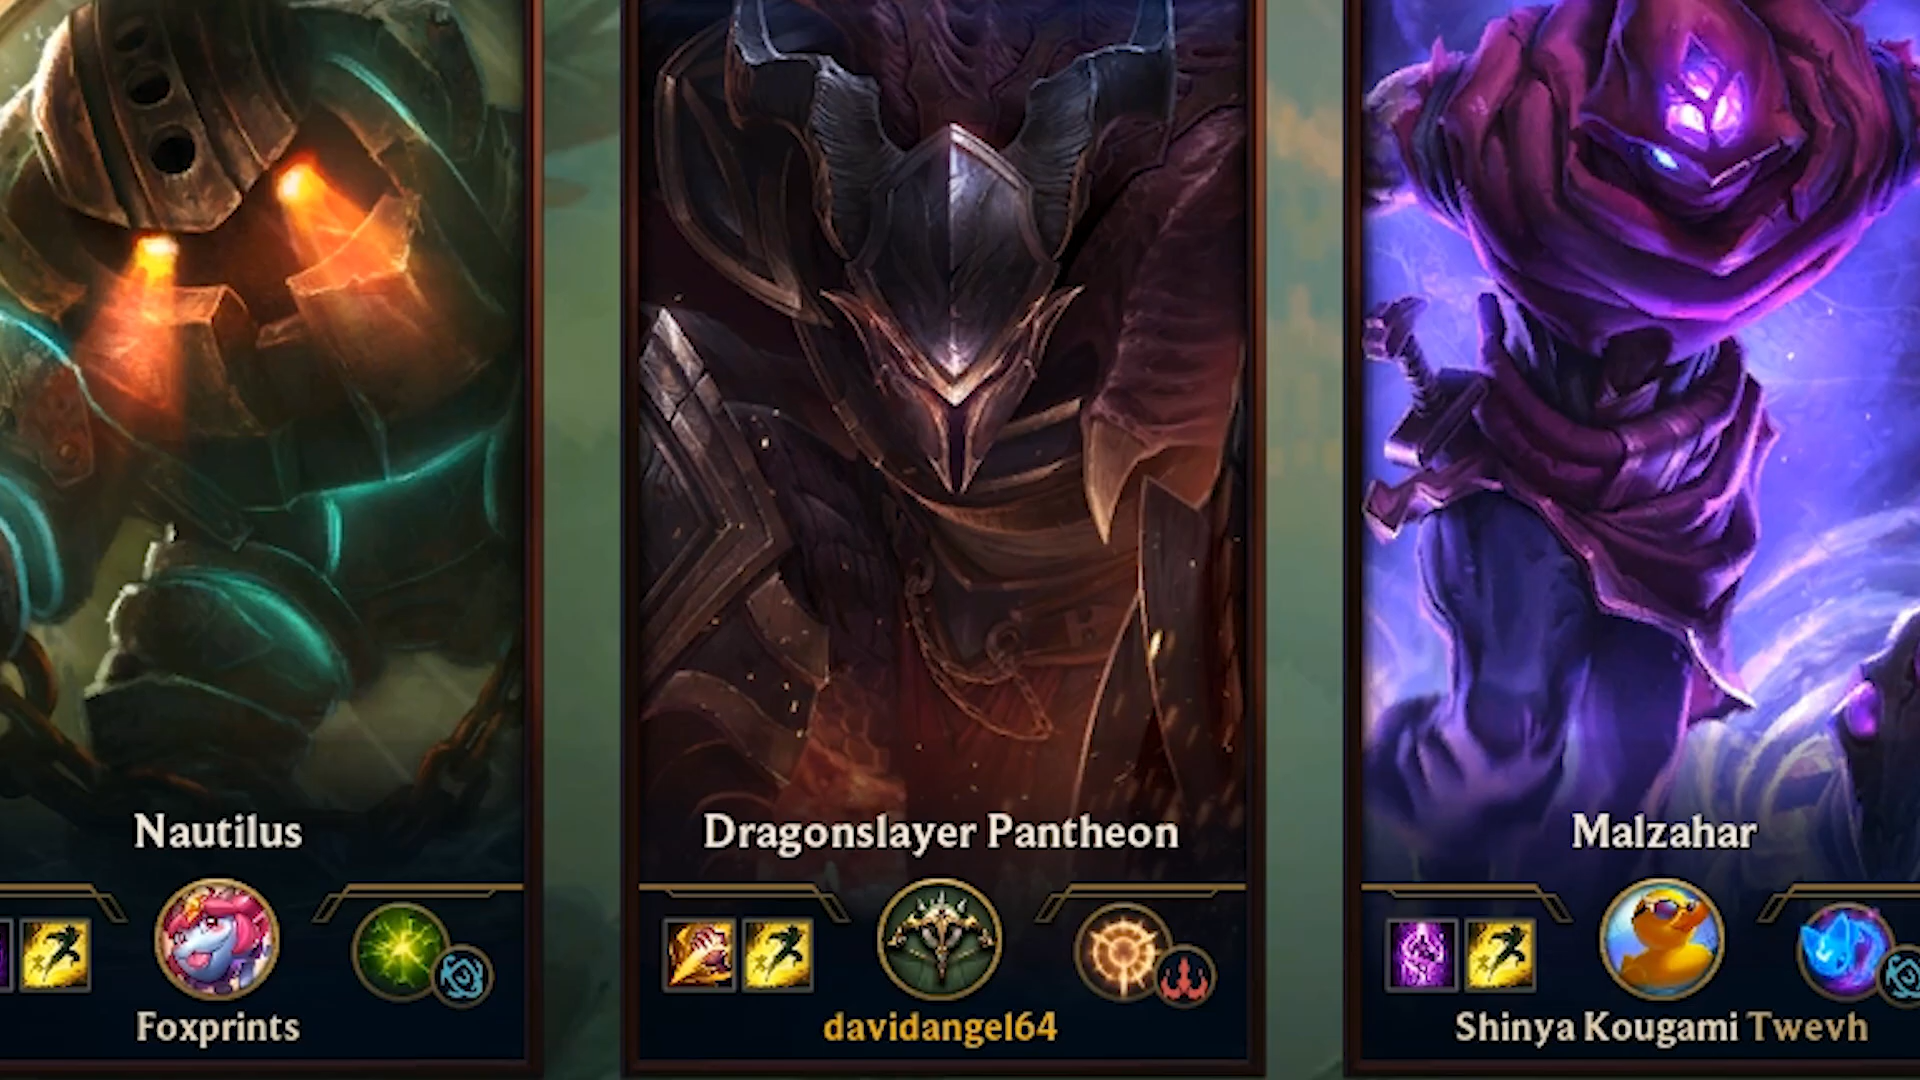 Nautilus
Foxprints
Dragonslayer Pantheon
davidangel64
Malzahar
Shinya Kougami Twevh